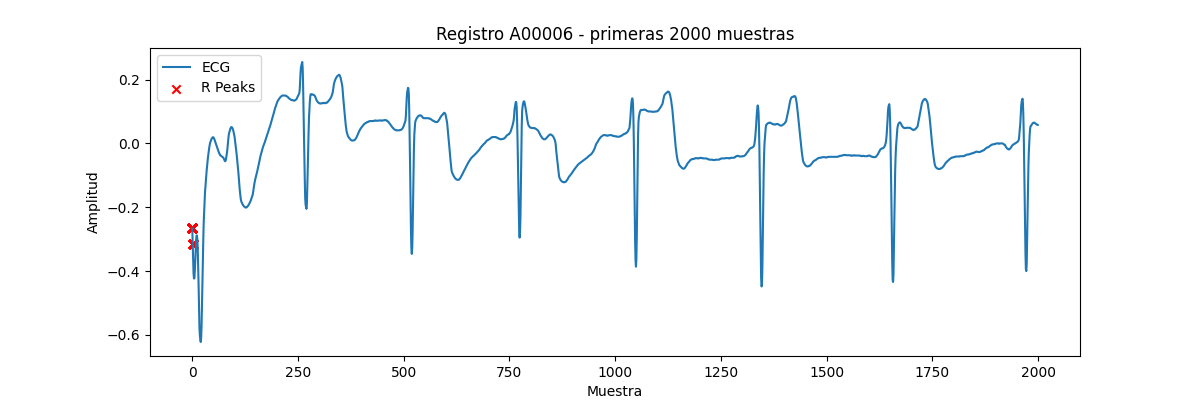 Registro A00006 - primeras 2000 muestras
ECG
R Peaks
Amplitud
0.2
0.0
−0.2
−0.4
−0.6
0 250 500 750 1000 1250 1500 1750 2000
Muestra